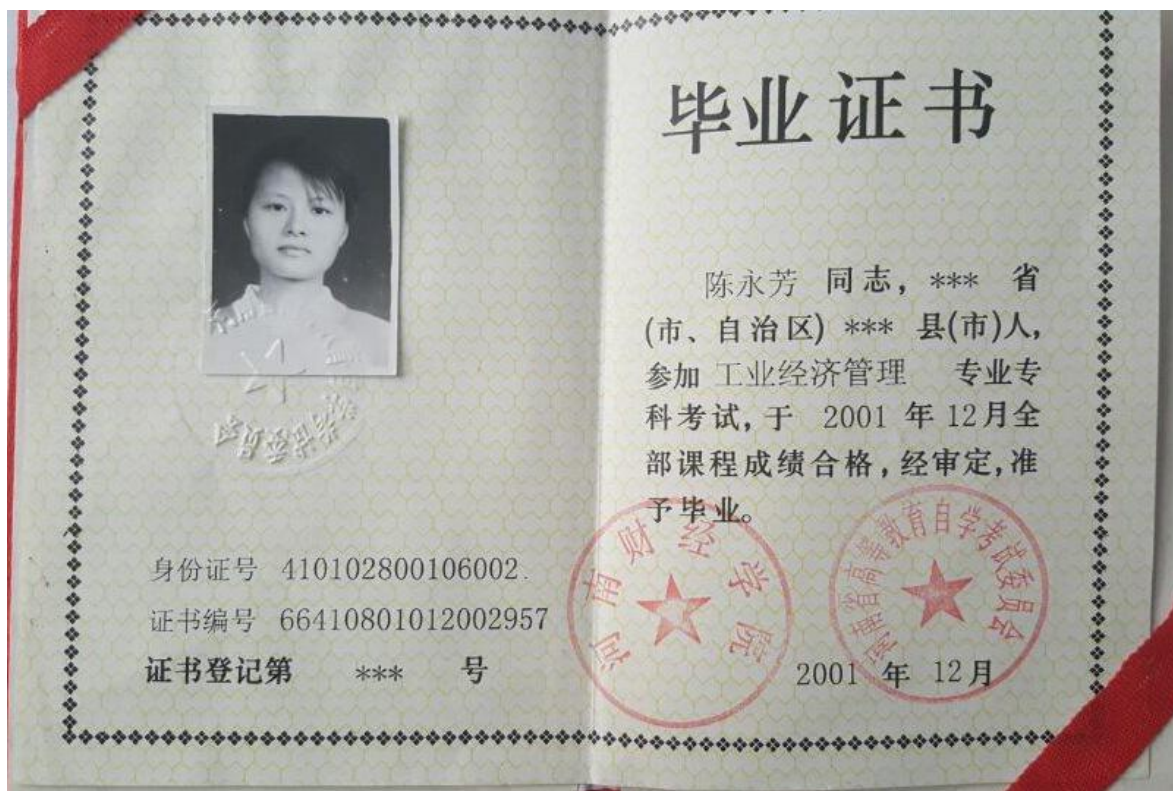 身份证号 410102800106002.
证书编号 66410801012002957
证书登记第 *** 号
毕业证书
陈永芳 同志, *** 省
(市、自治区) *** 县(市)人,
参加 工业经济管理 专业专
科考试,于 2001 年 12月全
部课程成绩合格,经审定,准
予毕业。
河南财经学院
河南省高等教育自学考试委员会
2001 年 12月